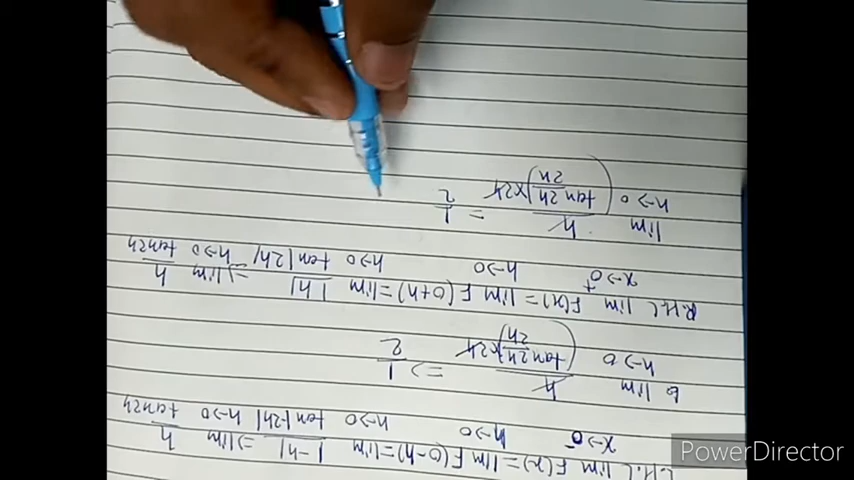 L.H.L lim x→0⁻ F(x) = lim h→0 F(0-h) = lim h→0 |-h| / tan|-2h| ⇒ lim h→0 h / tan2h
lim h→0 h / (tan2h / 2h) × 2h ⇒ 1/2
R.H.L lim x→0⁺ F(x) = lim h→0 F(0+h) = lim h→0 |h| / tan|2h| ⇒ lim h→0 h / tan2h
lim h→0 h / (tan2h / 2h) × 2h = 1/2
PowerDirector